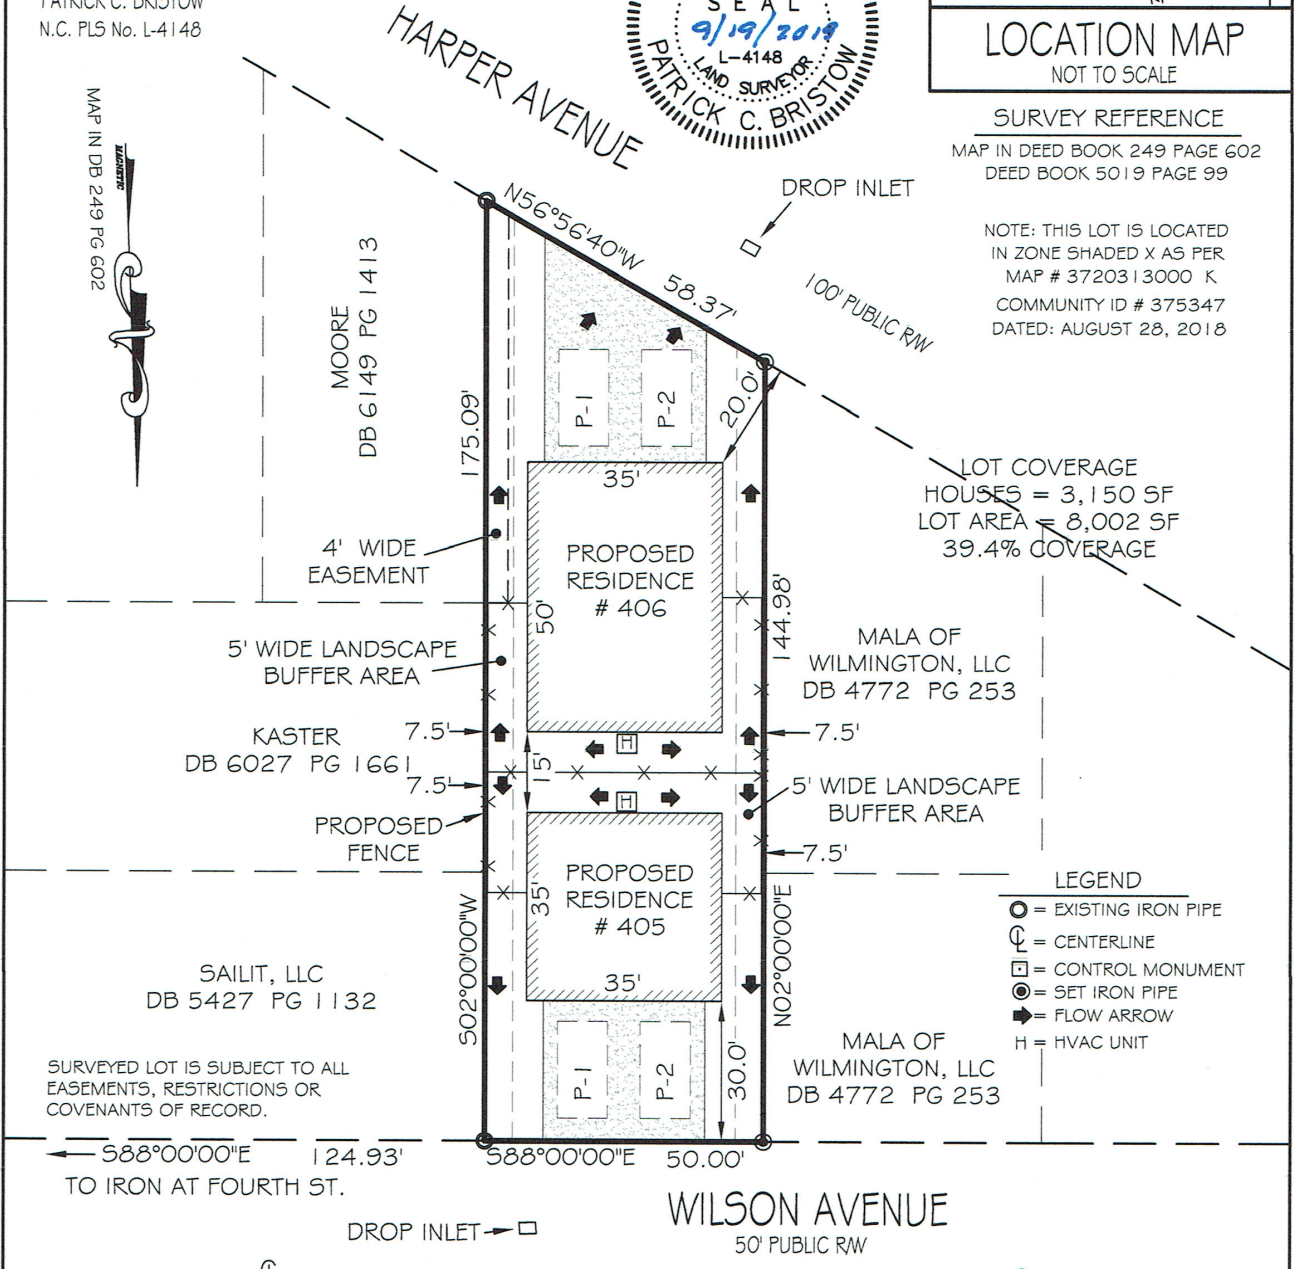 PATRICK C. BRISTOW
N.C. PLS No. L-4148
SEAL
9/19/2019
L-4148
LAND SURVEYOR
PATRICK C. BRISTOW
LOCATION MAP
NOT TO SCALE
SURVEY REFERENCE
MAP IN DEED BOOK 249 PAGE 602
DEED BOOK 5019 PAGE 99
NOTE: THIS LOT IS LOCATED
IN ZONE SHADED X AS PER
MAP # 3720313000 K
COMMUNITY ID # 375347
DATED: AUGUST 28, 2018
HARPER AVENUE
MAP IN DB 249 PG 602
MAGNETIC
DROP INLET
N56°56'40"W
58.37'
100' PUBLIC R/W
MOORE
DB 6149 PG 1413
175.09'
P-1
P-2
20.0'
LOT COVERAGE
HOUSES = 3,150 SF
LOT AREA = 8,002 SF
39.4% COVERAGE
35'
4' WIDE
EASEMENT
PROPOSED
RESIDENCE
# 406
50'
144.98'
5' WIDE LANDSCAPE
BUFFER AREA
MALA OF
WILMINGTON, LLC
DB 4772 PG 253
KASTER
DB 6027 PG 1661
7.5'
H
7.5'
15'
7.5'
H
5' WIDE LANDSCAPE
BUFFER AREA
PROPOSED
FENCE
7.5'
PROPOSED
RESIDENCE
# 405
35'
35'
S02°00'00"W
N02°00'00"E
LEGEND
= EXISTING IRON PIPE
= CENTERLINE
= CONTROL MONUMENT
= SET IRON PIPE
= FLOW ARROW
H = HVAC UNIT
SAILIT, LLC
DB 5427 PG 1132
P-1
P-2
30.0'
MALA OF
WILMINGTON, LLC
DB 4772 PG 253
SURVEYED LOT IS SUBJECT TO ALL
EASEMENTS, RESTRICTIONS OR
COVENANTS OF RECORD.
S88°00'00"E 124.93'
TO IRON AT FOURTH ST.
S88°00'00"E 50.00'
WILSON AVENUE
50' PUBLIC R/W
DROP INLET